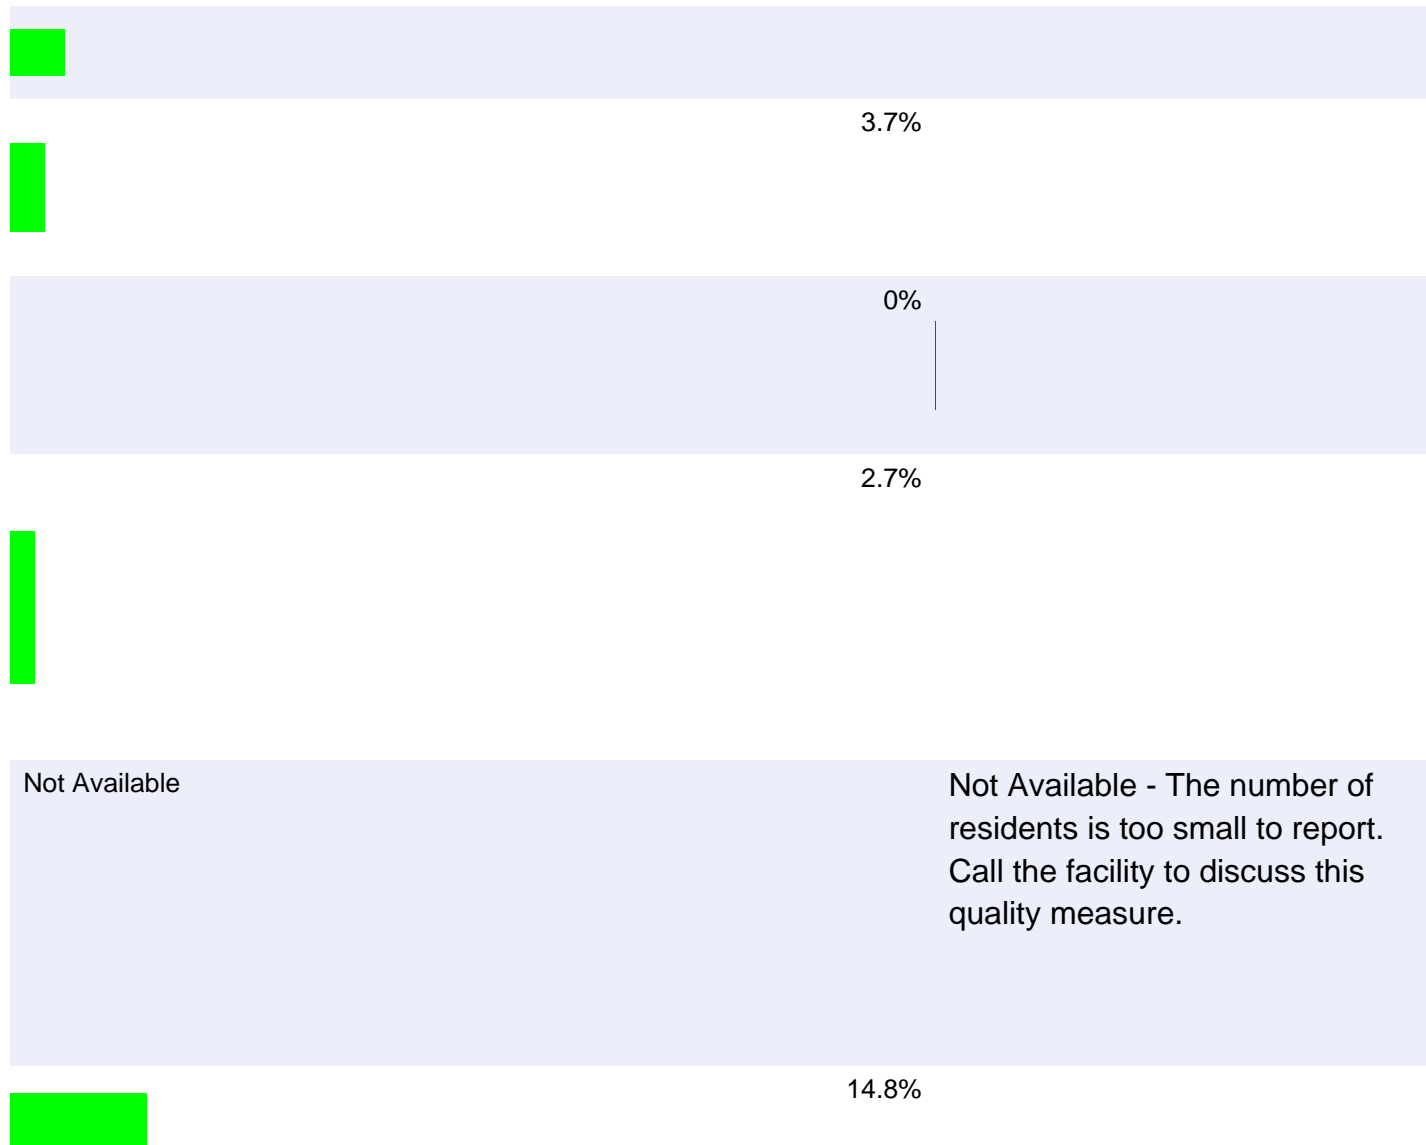 3.7%
0%
2.7%
Not Available
Not Available - The number of
residents is too small to report.
Call the facility to discuss this
quality measure.
14.8%